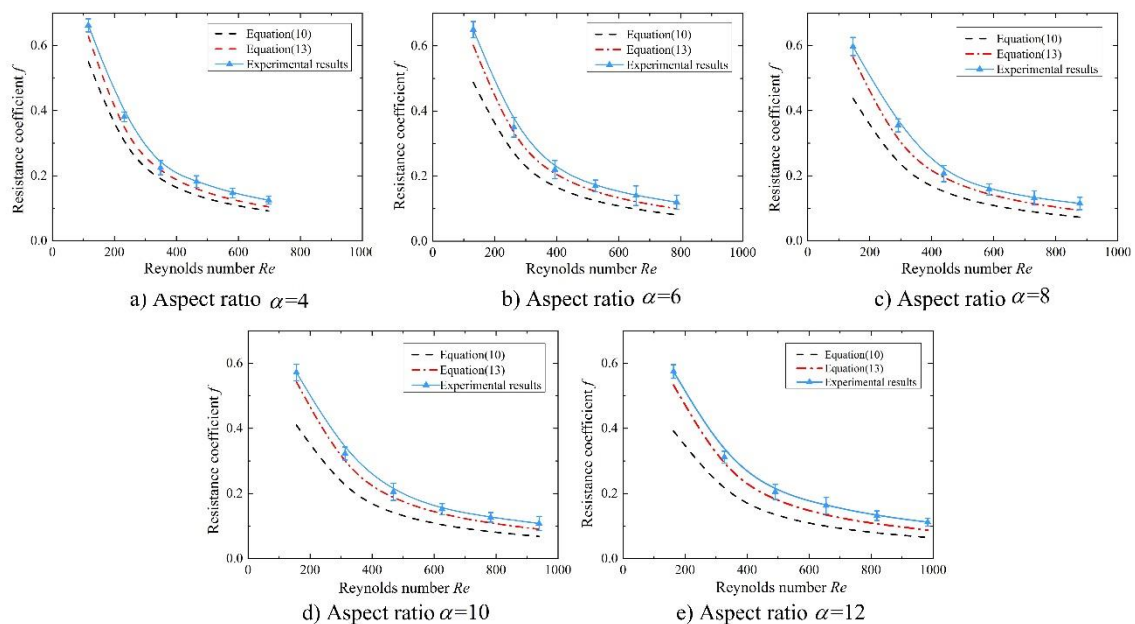 0.6
0.4
0.2
0.0
Resistance coefficient f
Equation(10)
Equation(13)
Experimental results
0 200 400 600 800 1000
Reynolds number Re
a) Aspect ratio α=4
0.6
0.4
0.2
0.0
Resistance coefficient f
Equation(10)
Equation(13)
Experimental results
0 200 400 600 800 1000
Reynolds number Re
b) Aspect ratio α=6
0.6
0.4
0.2
0.0
Resistance coefficient f
Equation(10)
Equation(13)
Experimental results
0 200 400 600 800 1000
Reynolds number Re
c) Aspect ratio α=8
0.6
0.4
0.2
0.0
Resistance coefficient f
Equation(10)
Equation(13)
Experimental results
0 200 400 600 800 1000
Reynolds number Re
d) Aspect ratio α=10
0.6
0.4
0.2
0.0
Resistance coefficient f
Equation(10)
Equation(13)
Experimental results
0 200 400 600 800 1000
Reynolds number Re
e) Aspect ratio α=12